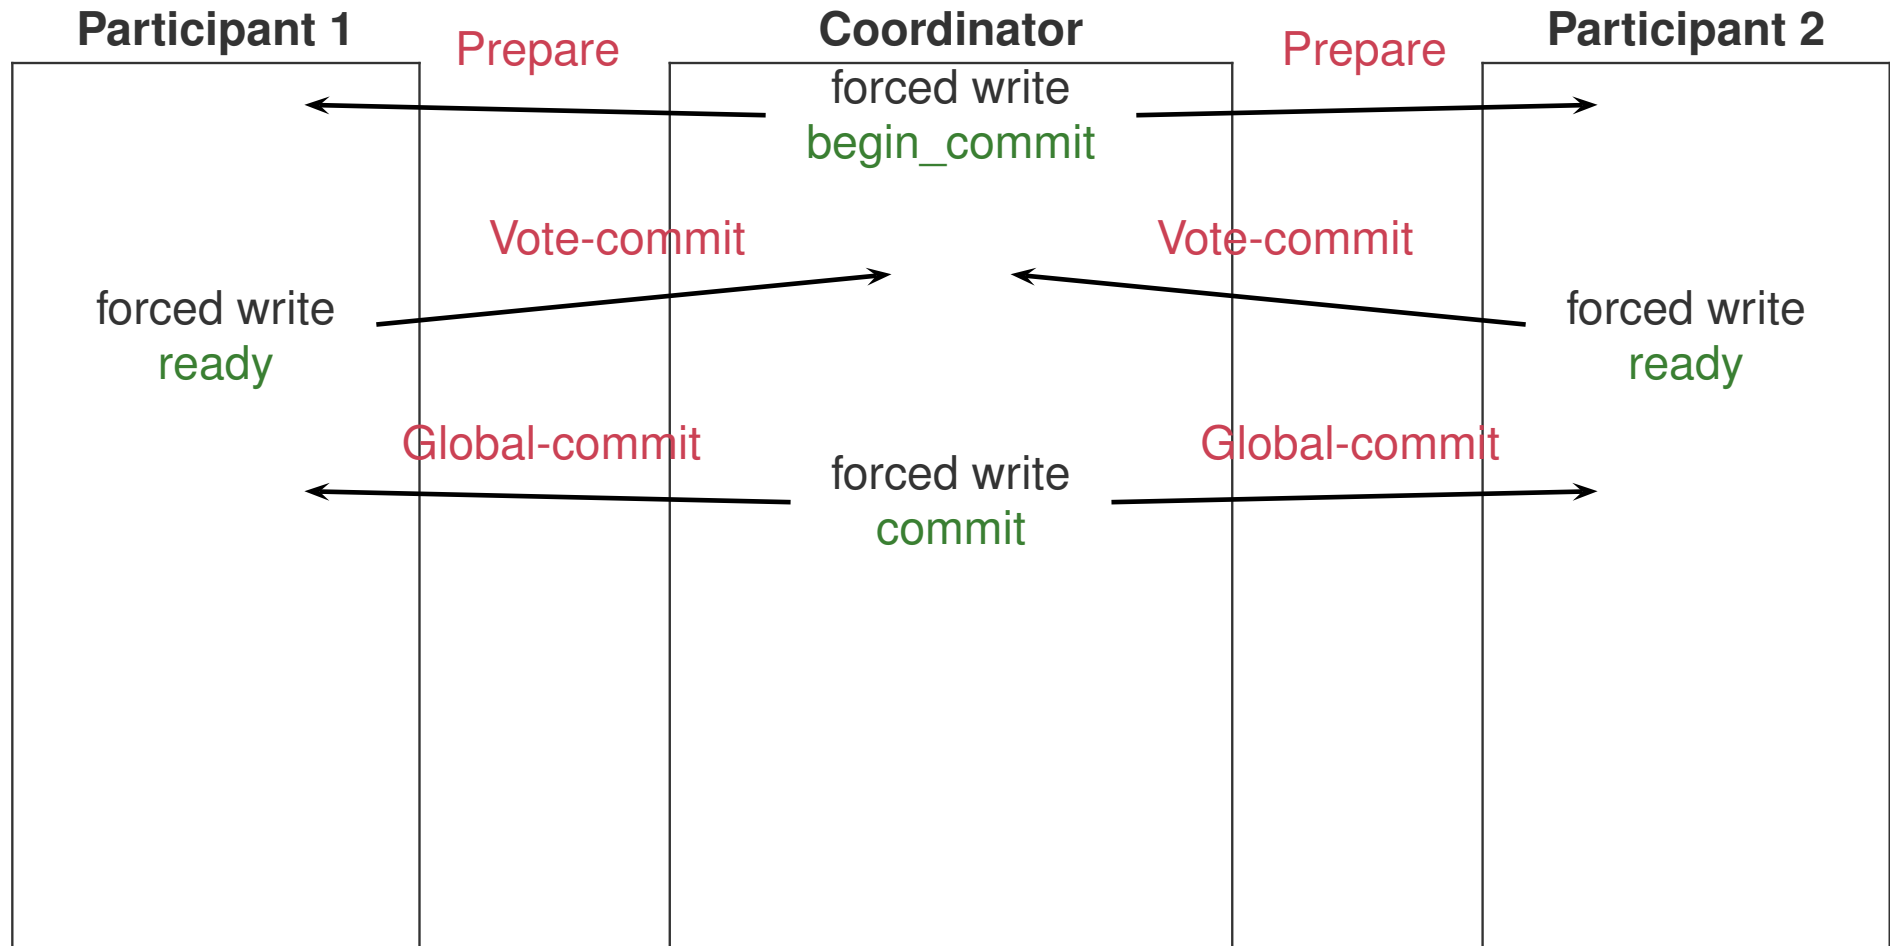 Participant 1
Coordinator
Participant 2
Prepare
Prepare
forced write
begin_commit
Vote-commit
Vote-commit
forced write
ready
forced write
ready
Global-commit
Global-commit
forced write
commit